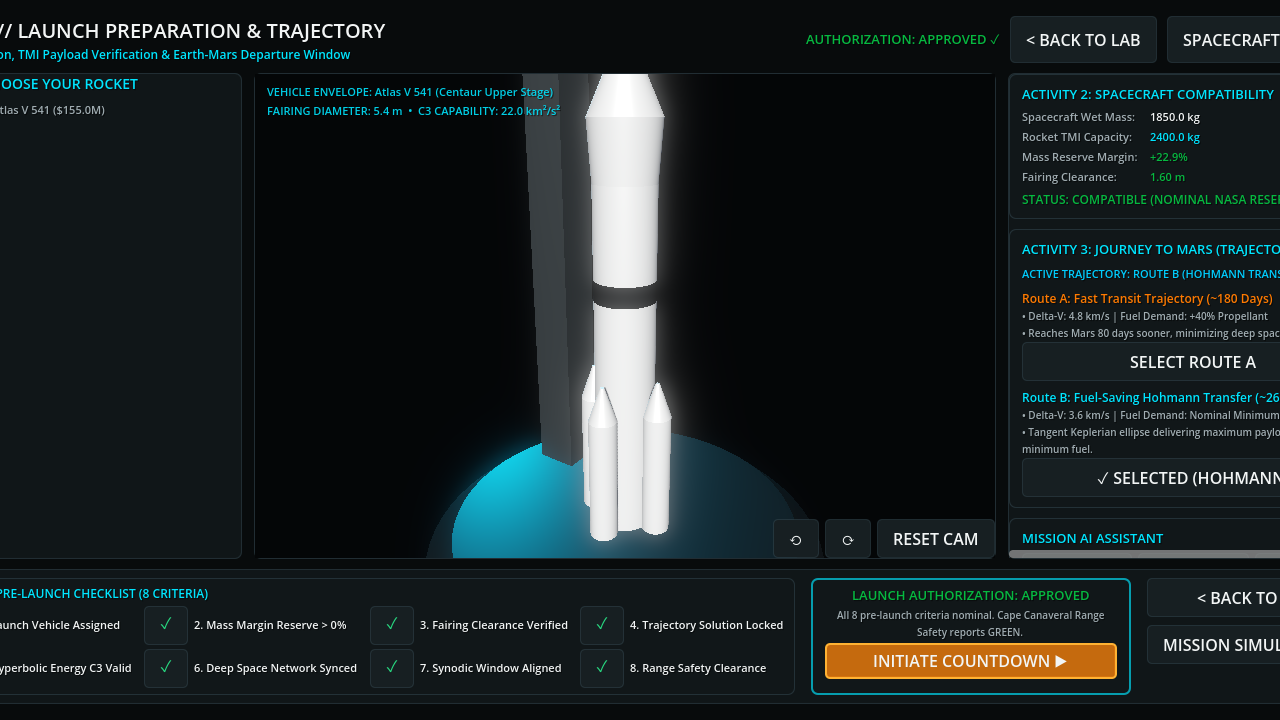 // LAUNCH PREPARATION & TRAJECTORY
on, TMI Payload Verification & Earth-Mars Departure Window
AUTHORIZATION: APPROVED ✓
< BACK TO LAB
SPACECRAFT
OOSE YOUR ROCKET
tlas V 541 ($155.0M)
VEHICLE ENVELOPE: Atlas V 541 (Centaur Upper Stage)
FAIRING DIAMETER: 5.4 m • C3 CAPABILITY: 22.0 km²/s²
⟲
⟳
RESET CAM
ACTIVITY 2: SPACECRAFT COMPATIBILITY
Spacecraft Wet Mass: 1850.0 kg
Rocket TMI Capacity: 2400.0 kg
Mass Reserve Margin: +22.9%
Fairing Clearance: 1.60 m
STATUS: COMPATIBLE (NOMINAL NASA RESE
ACTIVITY 3: JOURNEY TO MARS (TRAJECTO
ACTIVE TRAJECTORY: ROUTE B (HOHMANN TRANS
Route A: Fast Transit Trajectory (~180 Days)
• Delta-V: 4.8 km/s | Fuel Demand: +40% Propellant
• Reaches Mars 80 days sooner, minimizing deep spac
SELECT ROUTE A
Route B: Fuel-Saving Hohmann Transfer (~26
• Delta-V: 3.6 km/s | Fuel Demand: Nominal Minimum
• Tangent Keplerian ellipse delivering maximum paylo
minimum fuel.
✓ SELECTED (HOHMANN
MISSION AI ASSISTANT
PRE-LAUNCH CHECKLIST (8 CRITERIA)
aunch Vehicle Assigned
✓ 2. Mass Margin Reserve > 0%
✓ 3. Fairing Clearance Verified
✓ 4. Trajectory Solution Locked
yperbolic Energy C3 Valid
✓ 6. Deep Space Network Synced
✓ 7. Synodic Window Aligned
✓ 8. Range Safety Clearance
LAUNCH AUTHORIZATION: APPROVED
All 8 pre-launch criteria nominal. Cape Canaveral Range
Safety reports GREEN.
INITIATE COUNTDOWN ▶
< BACK TO
MISSION SIMUL